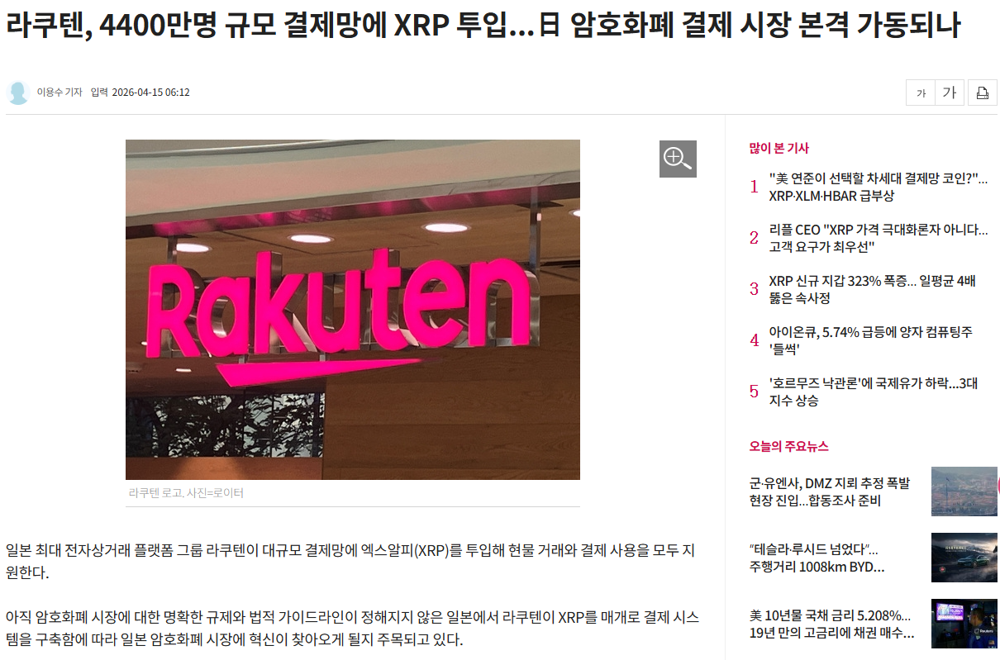 라쿠텐, 4400만명 규모 결제망에 XRP 투입...日 암호화폐 결제 시장 본격 가동되나
이용수 기자 입력 2026-04-15 06:12
가 가
Rakuten
라쿠텐 로고. 사진=로이터
일본 최대 전자상거래 플랫폼 그룹 라쿠텐이 대규모 결제망에 엑스알피(XRP)를 투입해 현물 거래와 결제 사용을 모두 지
원한다.
아직 암호화폐 시장에 대한 명확한 규제와 법적 가이드라인이 정해지지 않은 일본에서 라쿠텐이 XRP를 매개로 결제 시스
템을 구축함에 따라 일본 암호화폐 시장에 혁신이 찾아오게 될지 주목되고 있다.
많이 본 기사
1 "美 연준이 선택할 차세대 결제망 코인?"...
XRP·XLM·HBAR 급부상
2 리플 CEO "XRP 가격 극대화론자 아니다...
고객 요구가 최우선"
3 XRP 신규 지갑 323% 폭증... 일평균 4배
뚫은 속사정
4 아이온큐, 5.74% 급등에 양자 컴퓨팅주
'들썩'
5 '호르무즈 낙관론'에 국제유가 하락...3대
지수 상승
오늘의 주요뉴스
군·유엔사, DMZ 지뢰 추정 폭발
현장 진입...합동조사 준비
"테슬라·루시드 넘었다"...
주행거리 1008km BYD...
美 10년물 국채 금리 5.208%...
19년 만의 고금리에 채권 매수...